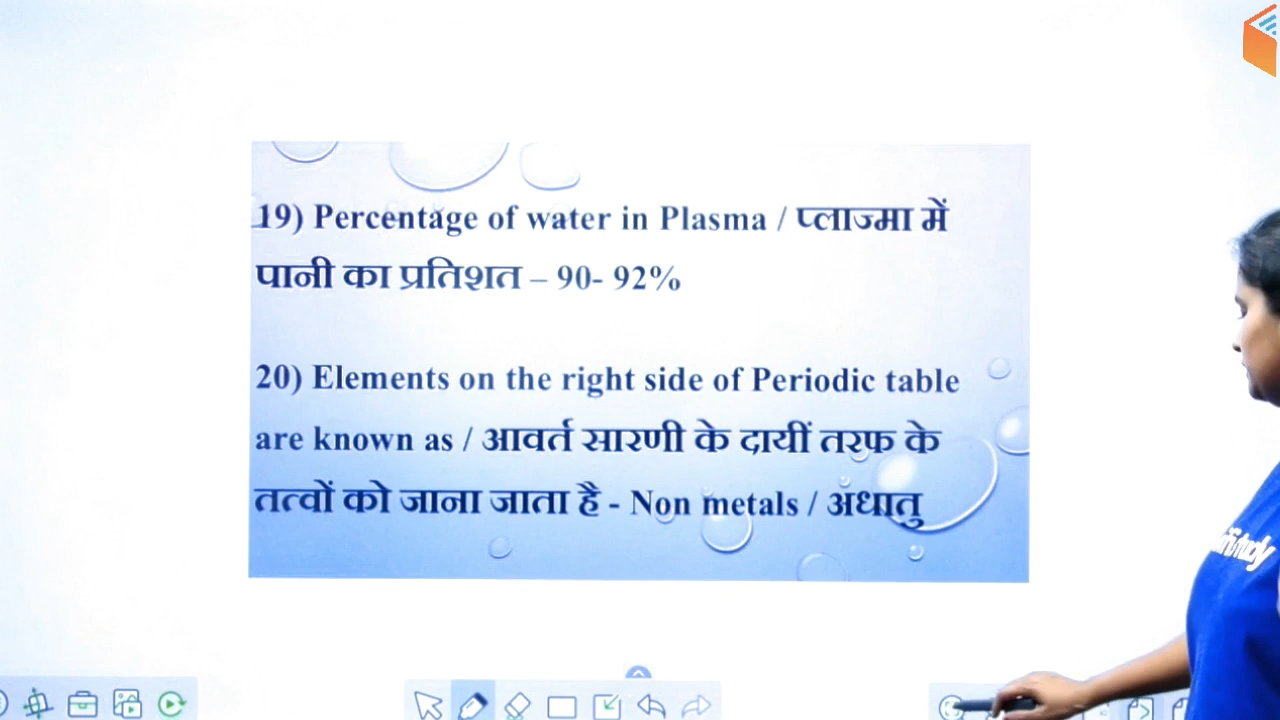 19) Percentage of water in Plasma / प्लाज्मा में
पानी का प्रतिशत – 90- 92%
20) Elements on the right side of Periodic table
are known as / आवर्त सारणी के दायीं तरफ के
तत्वों को जाना जाता है - Non metals / अधातु